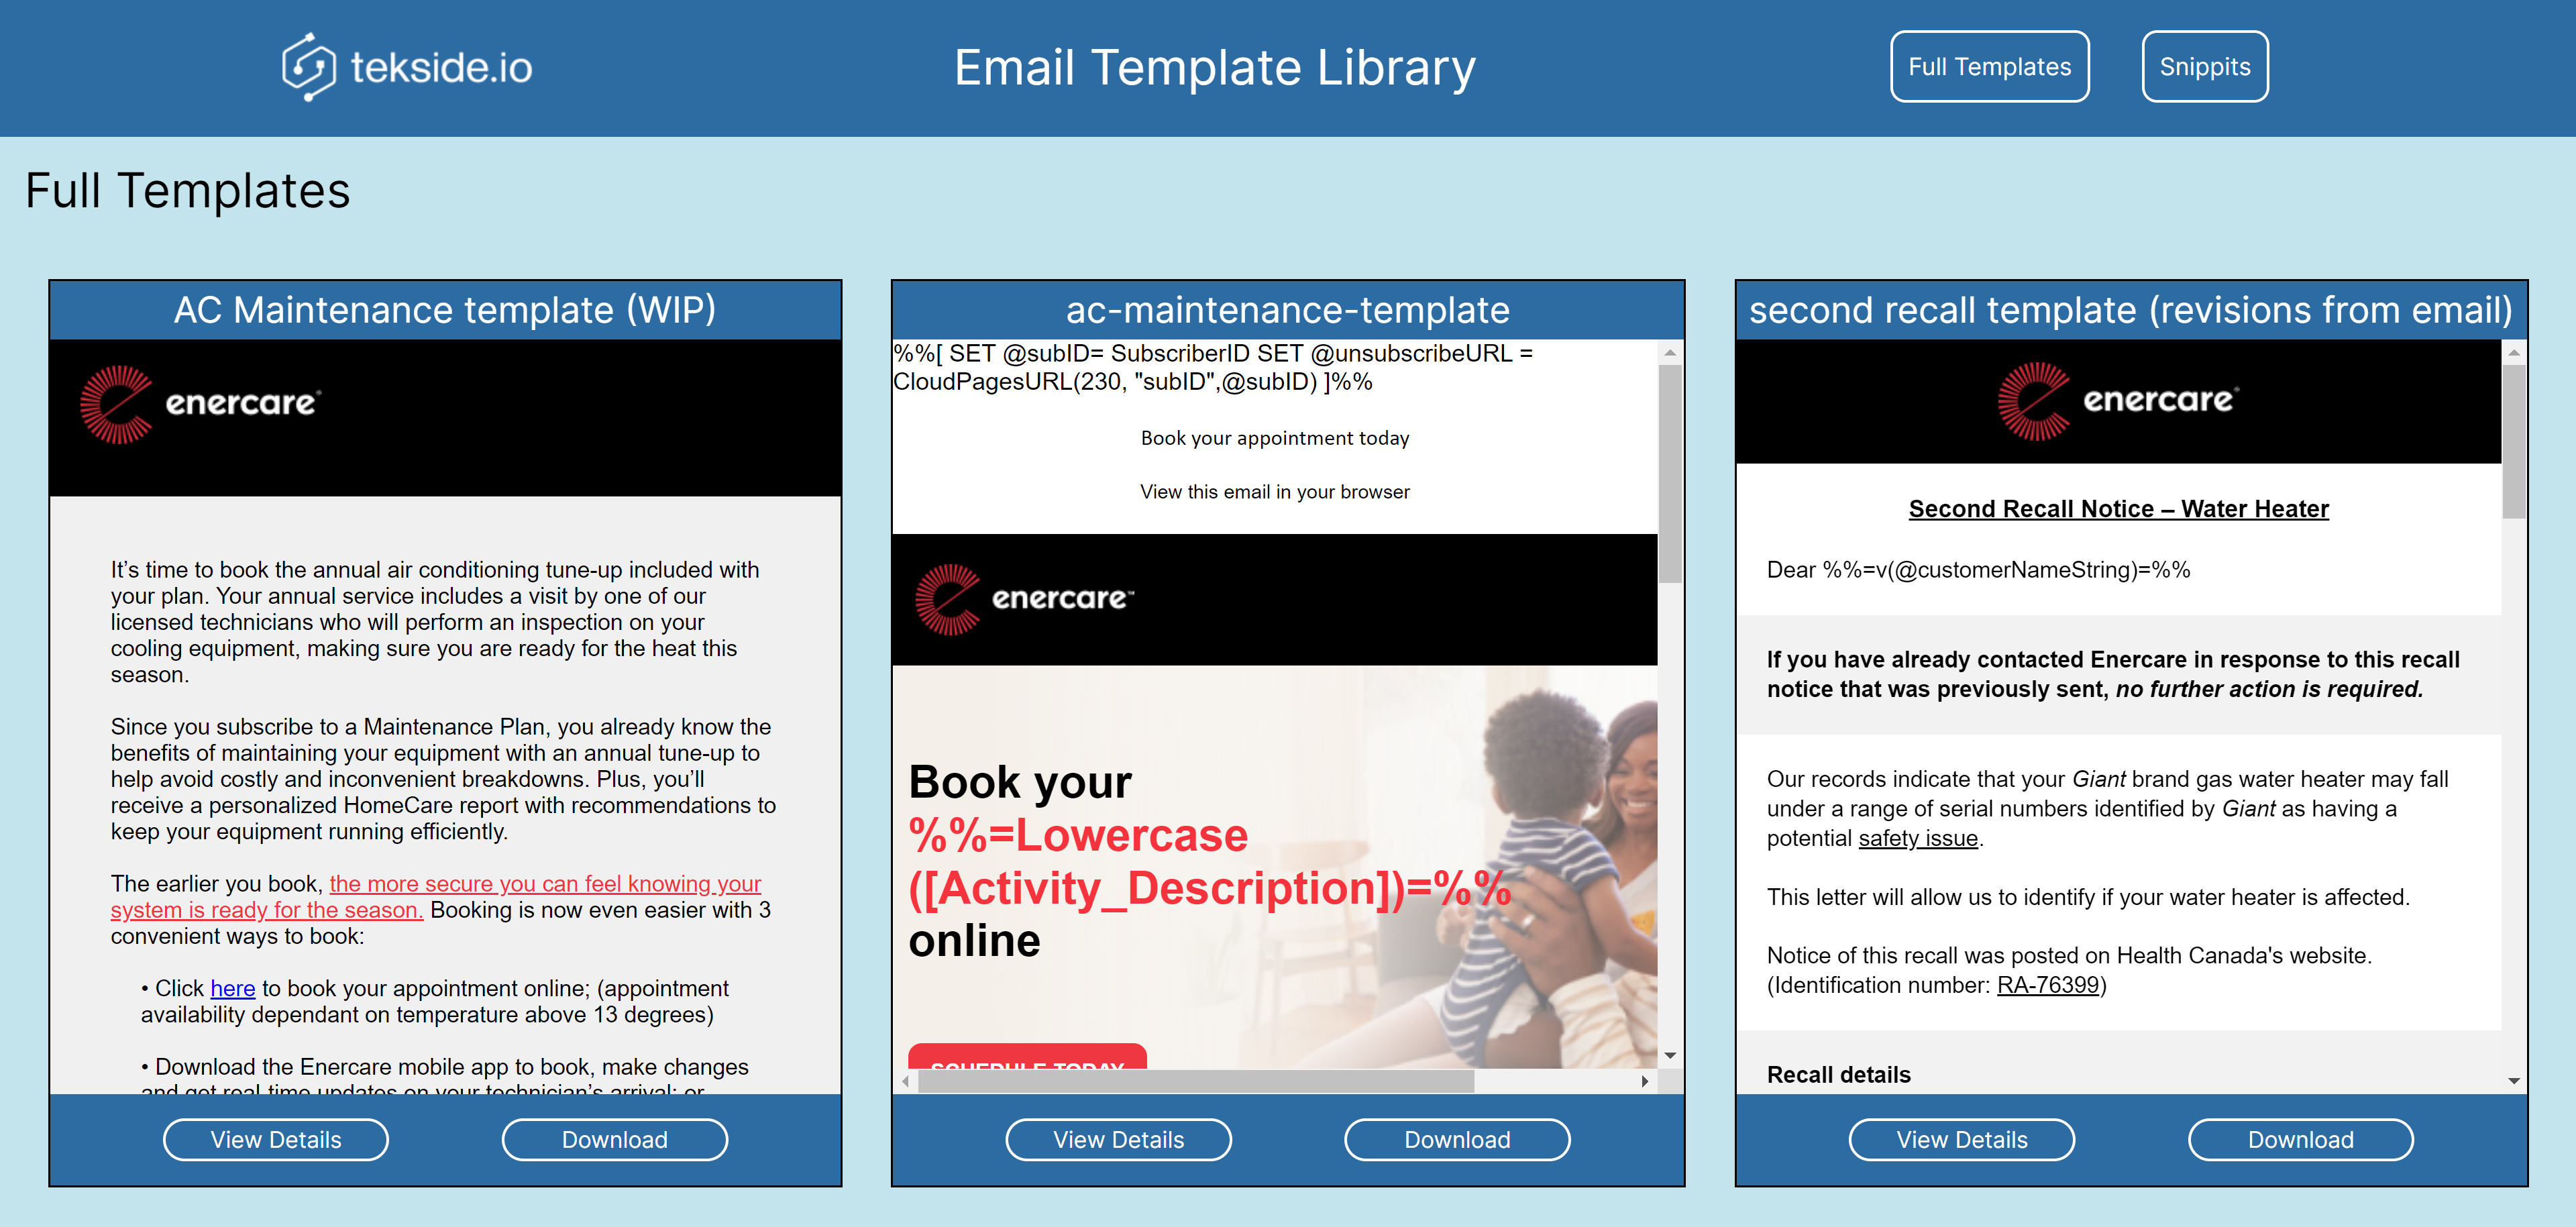 tekside.io
Email Template Library
Full Templates
Snippits
Full Templates
AC Maintenance template (WIP)
enercare
It’s time to book the annual air conditioning tune-up included with
your plan. Your annual service includes a visit by one of our
licensed technicians who will perform an inspection on your
cooling equipment, making sure you are ready for the heat this
season.
Since you subscribe to a Maintenance Plan, you already know the
benefits of maintaining your equipment with an annual tune-up to
help avoid costly and inconvenient breakdowns. Plus, you’ll
receive a personalized HomeCare report with recommendations to
keep your equipment running efficiently.
The earlier you book, the more secure you can feel knowing your
system is ready for the season. Booking is now even easier with 3
convenient ways to book:
• Click here to book your appointment online; (appointment
availability dependant on temperature above 13 degrees)
• Download the Enercare mobile app to book, make changes
and get real-time updates on your technician’s arrival; or
View Details
Download
ac-maintenance-template
%%[ SET @subID= SubscriberID SET @unsubscribeURL =
CloudPagesURL(230, "subID",@subID) ]%%
Book your appointment today
View this email in your browser
enercare™
Book your
%%=Lowercase
([Activity_Description])=%%
online
SCHEDULE TODAY
View Details
Download
second recall template (revisions from email)
enercare
Second Recall Notice – Water Heater
Dear %%=v(@customerNameString)=%%
If you have already contacted Enercare in response to this recall
notice that was previously sent, no further action is required.
Our records indicate that your Giant brand gas water heater may fall
under a range of serial numbers identified by Giant as having a
potential safety issue.
This letter will allow us to identify if your water heater is affected.
Notice of this recall was posted on Health Canada's website.
(Identification number: RA-76399)
Recall details
View Details
Download